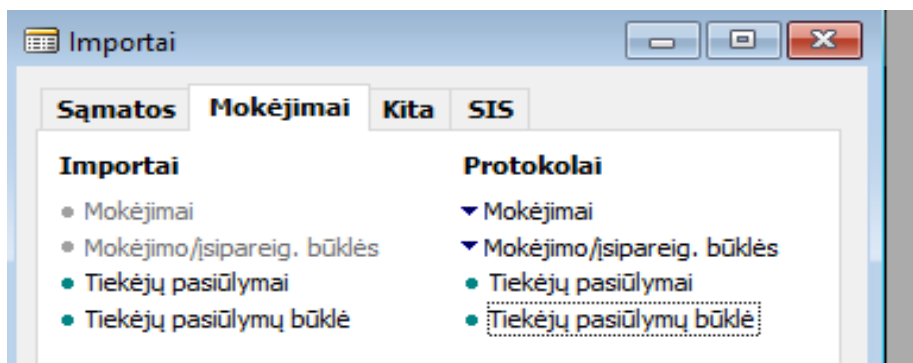 Importai
Sąmatos Mokėjimai Kita SIS
Importai
Mokėjimai
Mokėjimo/įsipareig. būklės
Tiekėjų pasiūlymai
Tiekėjų pasiūlymų būklė
Protokolai
Mokėjimai
Mokėjimo/įsipareig. būklės
Tiekėjų pasiūlymai
Tiekėjų pasiūlymų būklė